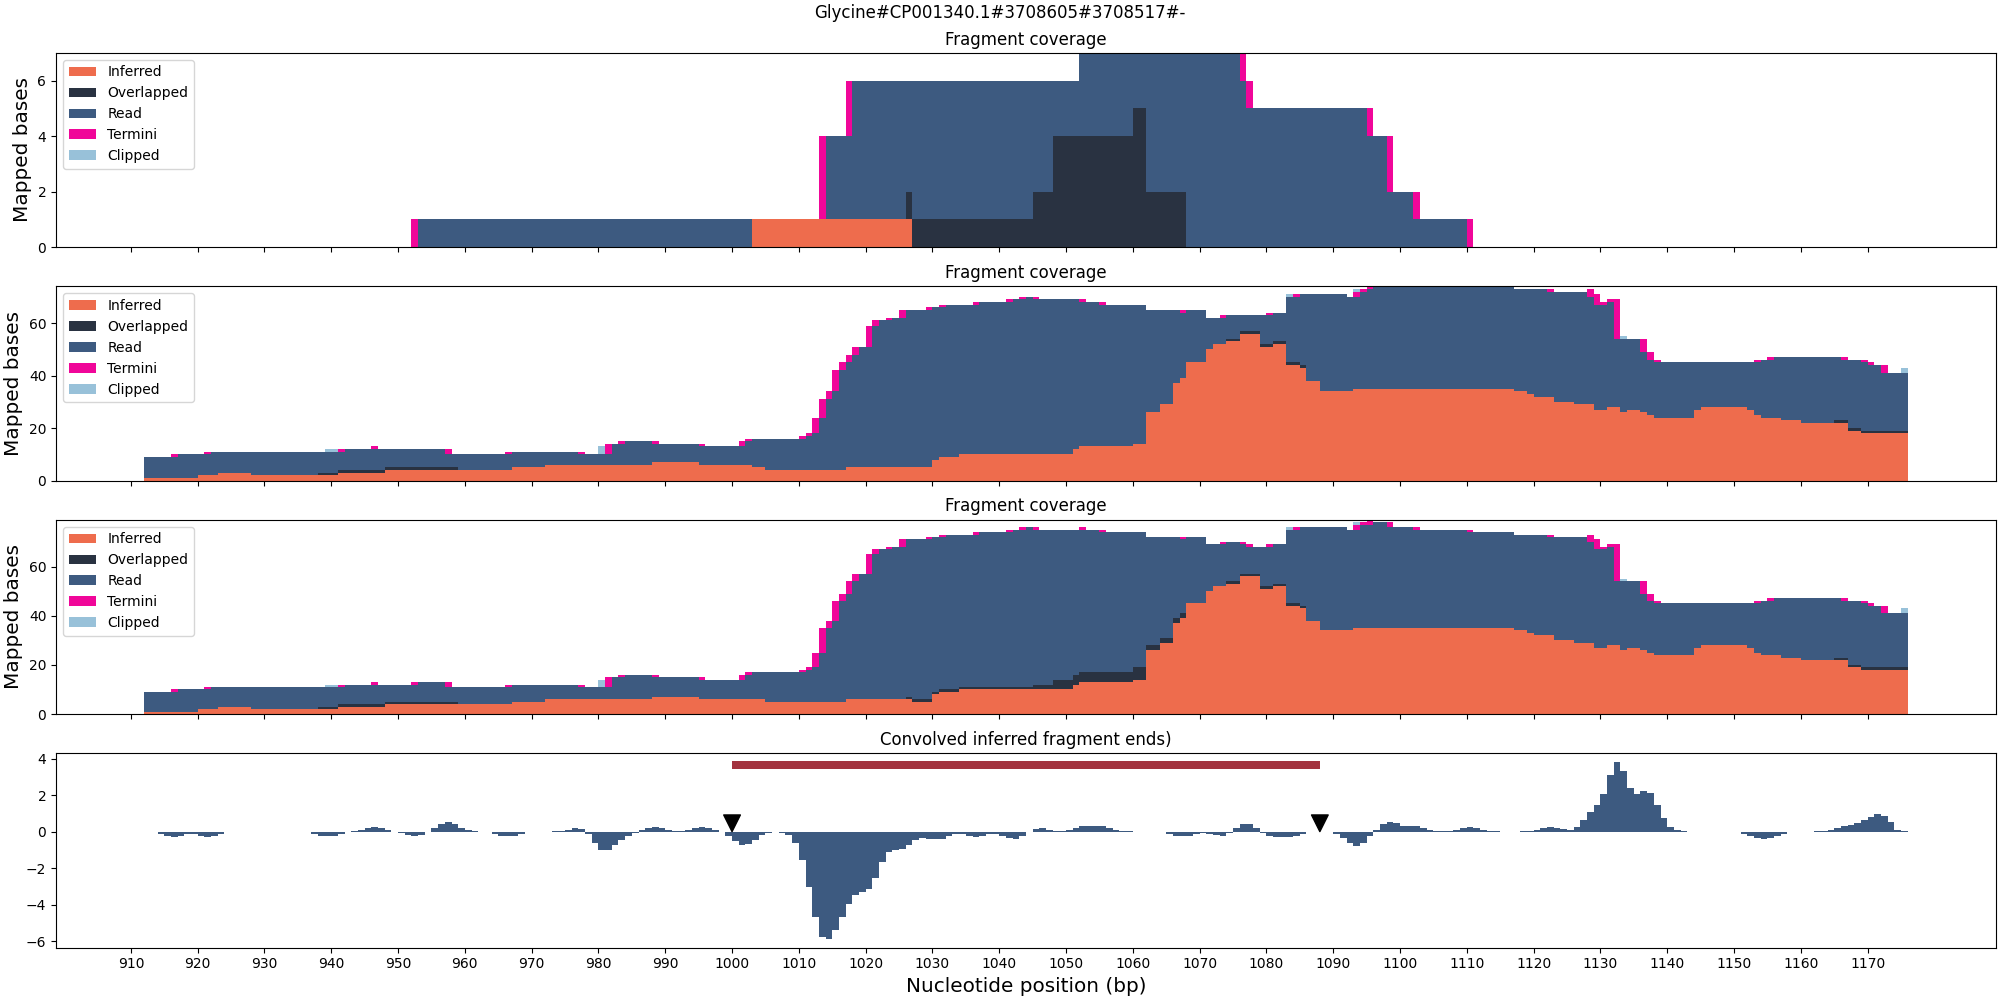 Glycine#CP001340.1#3708605#3708517#-
Fragment coverage
Mapped bases
6
4
2
0
Inferred
Overlapped
Read
Termini
Clipped
Fragment coverage
Mapped bases
60
40
20
0
Inferred
Overlapped
Read
Termini
Clipped
Fragment coverage
Mapped bases
60
40
20
0
Inferred
Overlapped
Read
Termini
Clipped
Convolved inferred fragment ends)
4
2
0
−2
−4
−6
910 920 930 940 950 960 970 980 990 1000 1010 1020 1030 1040 1050 1060 1070 1080 1090 1100 1110 1120 1130 1140 1150 1160 1170
Nucleotide position (bp)